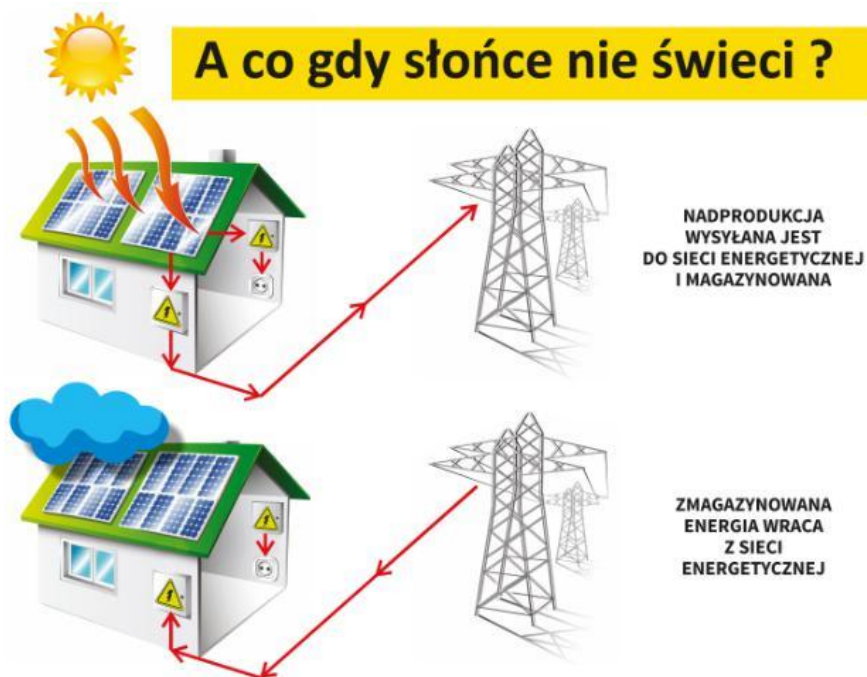 A co gdy słońce nie świeci ?
NADPRODUKCJA
WYSYŁANA JEST
DO SIECI ENERGETYCZNEJ
I MAGAZYNOWANA
ZMAGAZYNOWANA
ENERGIA WRACA
Z SIECI
ENERGETYCZNEJ